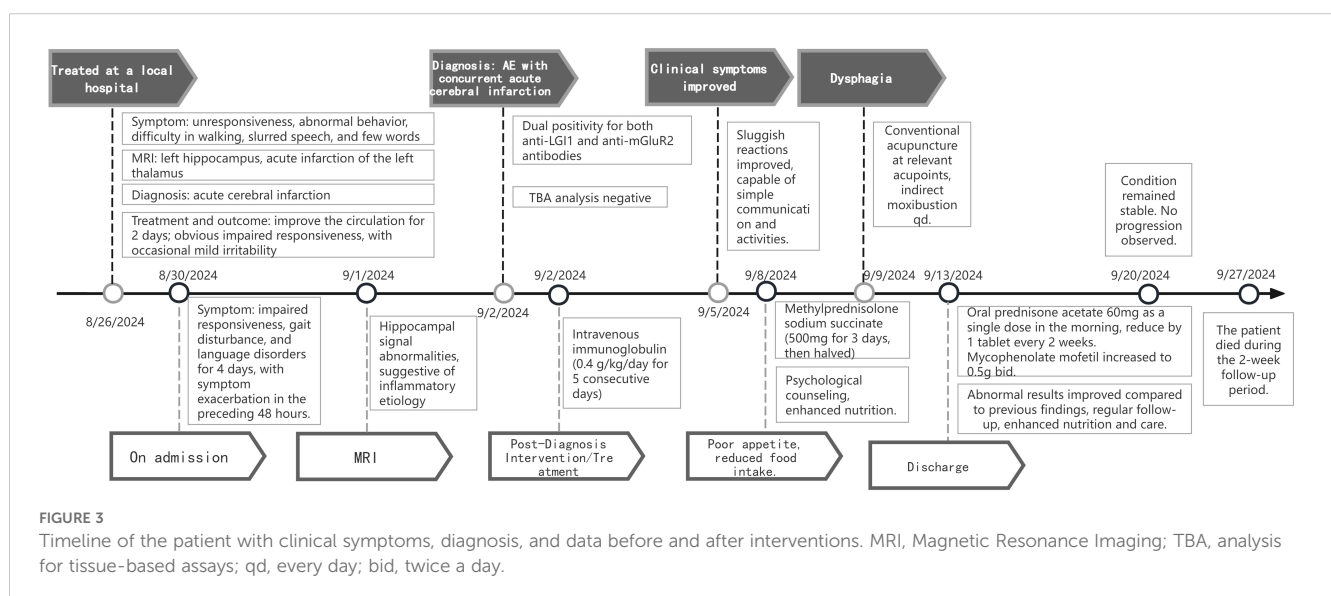 Treated at a local
hospital
Diagnosis: AE with
concurrent acute
cerebral infarction
Clinical symptoms
improved
Dysphagia
Symptom: unresponsiveness, abnormal behavior,
difficulty in walking, slurred speech, and few words
MRI: left hippocampus, acute infarction of the left
thalamus
Diagnosis: acute cerebral infarction
Treatment and outcome: improve the circulation for
2 days; obvious impaired responsiveness, with
occasional mild irritability
Dual positivity for both
anti-LGI1 and anti-mGluR2
antibodies
TBA analysis negative
Sluggish
reactions
improved,
capable of
simple
communicati
on and
activities.
Conventional
acupuncture
at relevant
acupoints,
indirect
moxibustion
qd.
Condition
remained
stable. No
progression
observed.
8/26/2024
8/30/2024
9/1/2024
9/2/2024
9/2/2024
9/5/2024
9/8/2024
9/9/2024
9/13/2024
9/20/2024
9/27/2024
Symptom: impaired
responsiveness, gait
disturbance, and
language disorders
for 4 days, with
symptom
exacerbation in the
preceding 48 hours.
Hippocampal
signal
abnormalities,
suggestive of
inflammatory
etiology
Intravenous
immunoglobulin
(0.4 g/kg/day for
5 consecutive
days)
Methylprednisolone
sodium succinate
(500mg for 3 days,
then halved)
Psychological
counseling,
enhanced nutrition.
Oral prednisone acetate 60mg as a
single dose in the morning, reduce by
1 tablet every 2 weeks.
Mycophenolate mofetil increased to
0.5g bid.
Abnormal results improved compared
to previous findings, regular follow-
up, enhanced nutrition and care.
The patient
died during
the 2-week
follow-up
period.
On admission
MRI
Post-Diagnosis
Intervention/Tre
atment
Poor appetite,
reduced food
intake.
Discharge
FIGURE 3
Timeline of the patient with clinical symptoms, diagnosis, and data before and after interventions. MRI, Magnetic Resonance Imaging; TBA, analysis
for tissue-based assays; qd, every day; bid, twice a day.